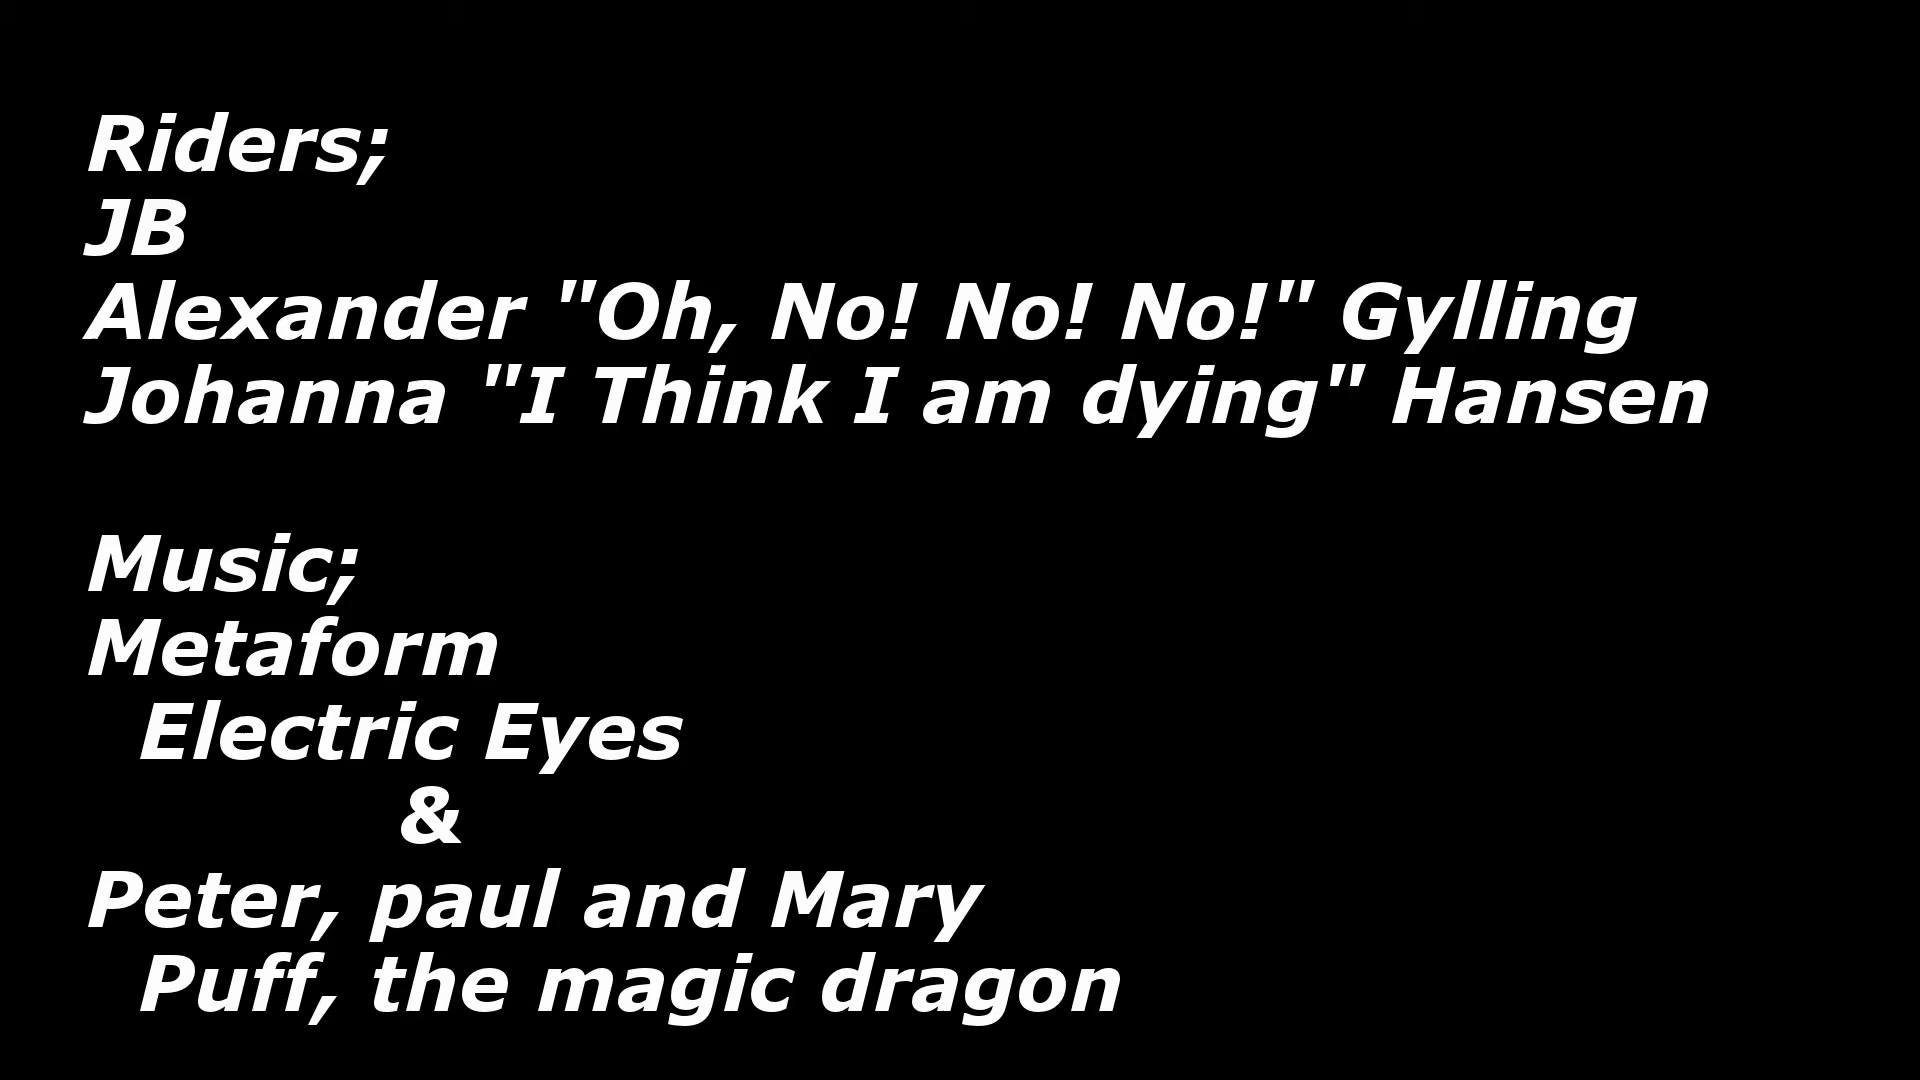 Riders;
JB
Alexander "Oh, No! No! No!" Gylling
Johanna "I Think I am dying" Hansen
Music;
Metaform
Electric Eyes
&
Peter, paul and Mary
Puff, the magic dragon